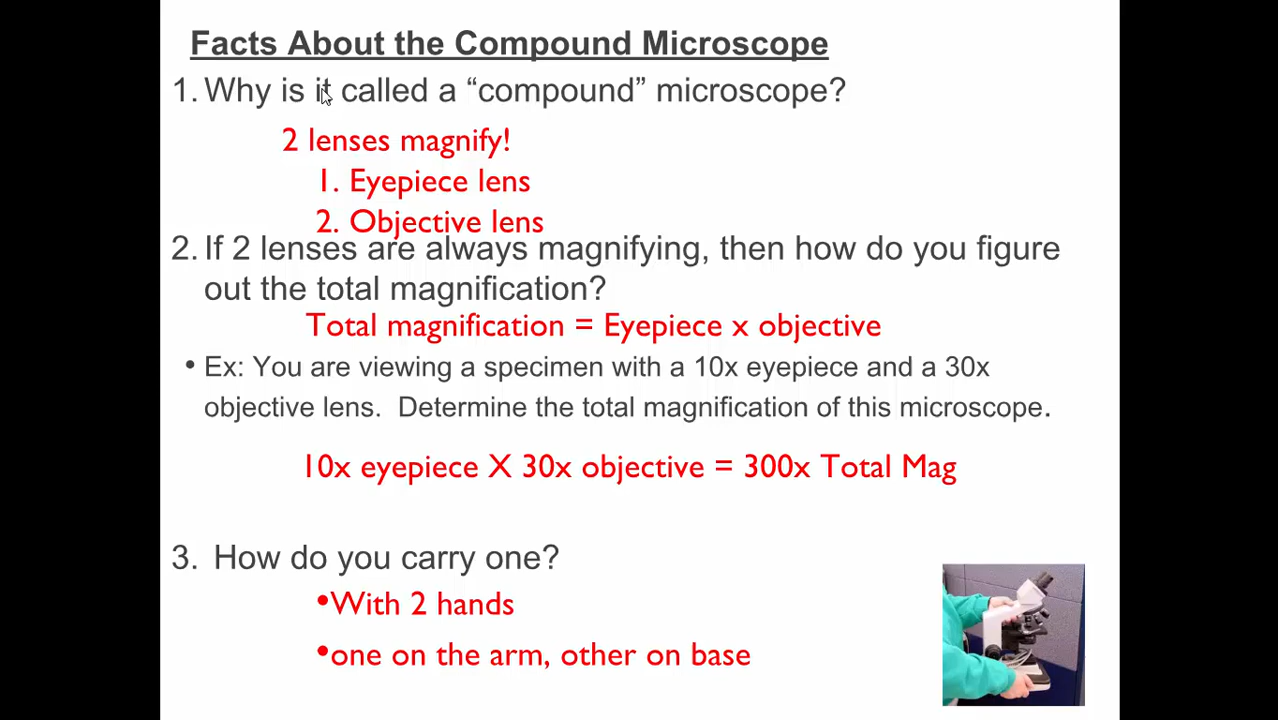 Facts About the Compound Microscope
1. Why is it called a “compound” microscope?
2 lenses magnify!
1. Eyepiece lens
2. Objective lens
2. If 2 lenses are always magnifying, then how do you figure
out the total magnification?
Total magnification = Eyepiece x objective
• Ex: You are viewing a specimen with a 10x eyepiece and a 30x
objective lens.  Determine the total magnification of this microscope.
10x eyepiece X 30x objective = 300x Total Mag
3. How do you carry one?
•With 2 hands
•one on the arm, other on base